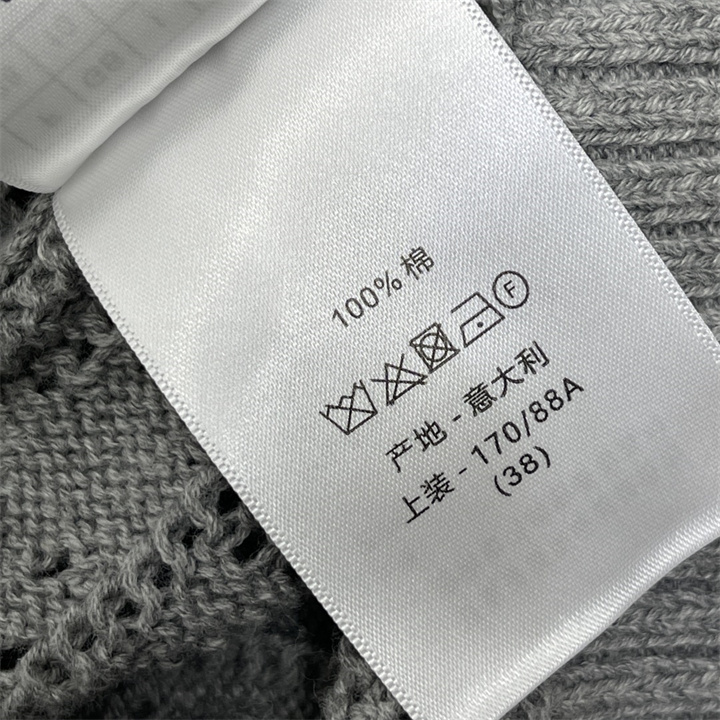 100% 棉
F
产地 - 意大利
上装 - 170/88A
(38)